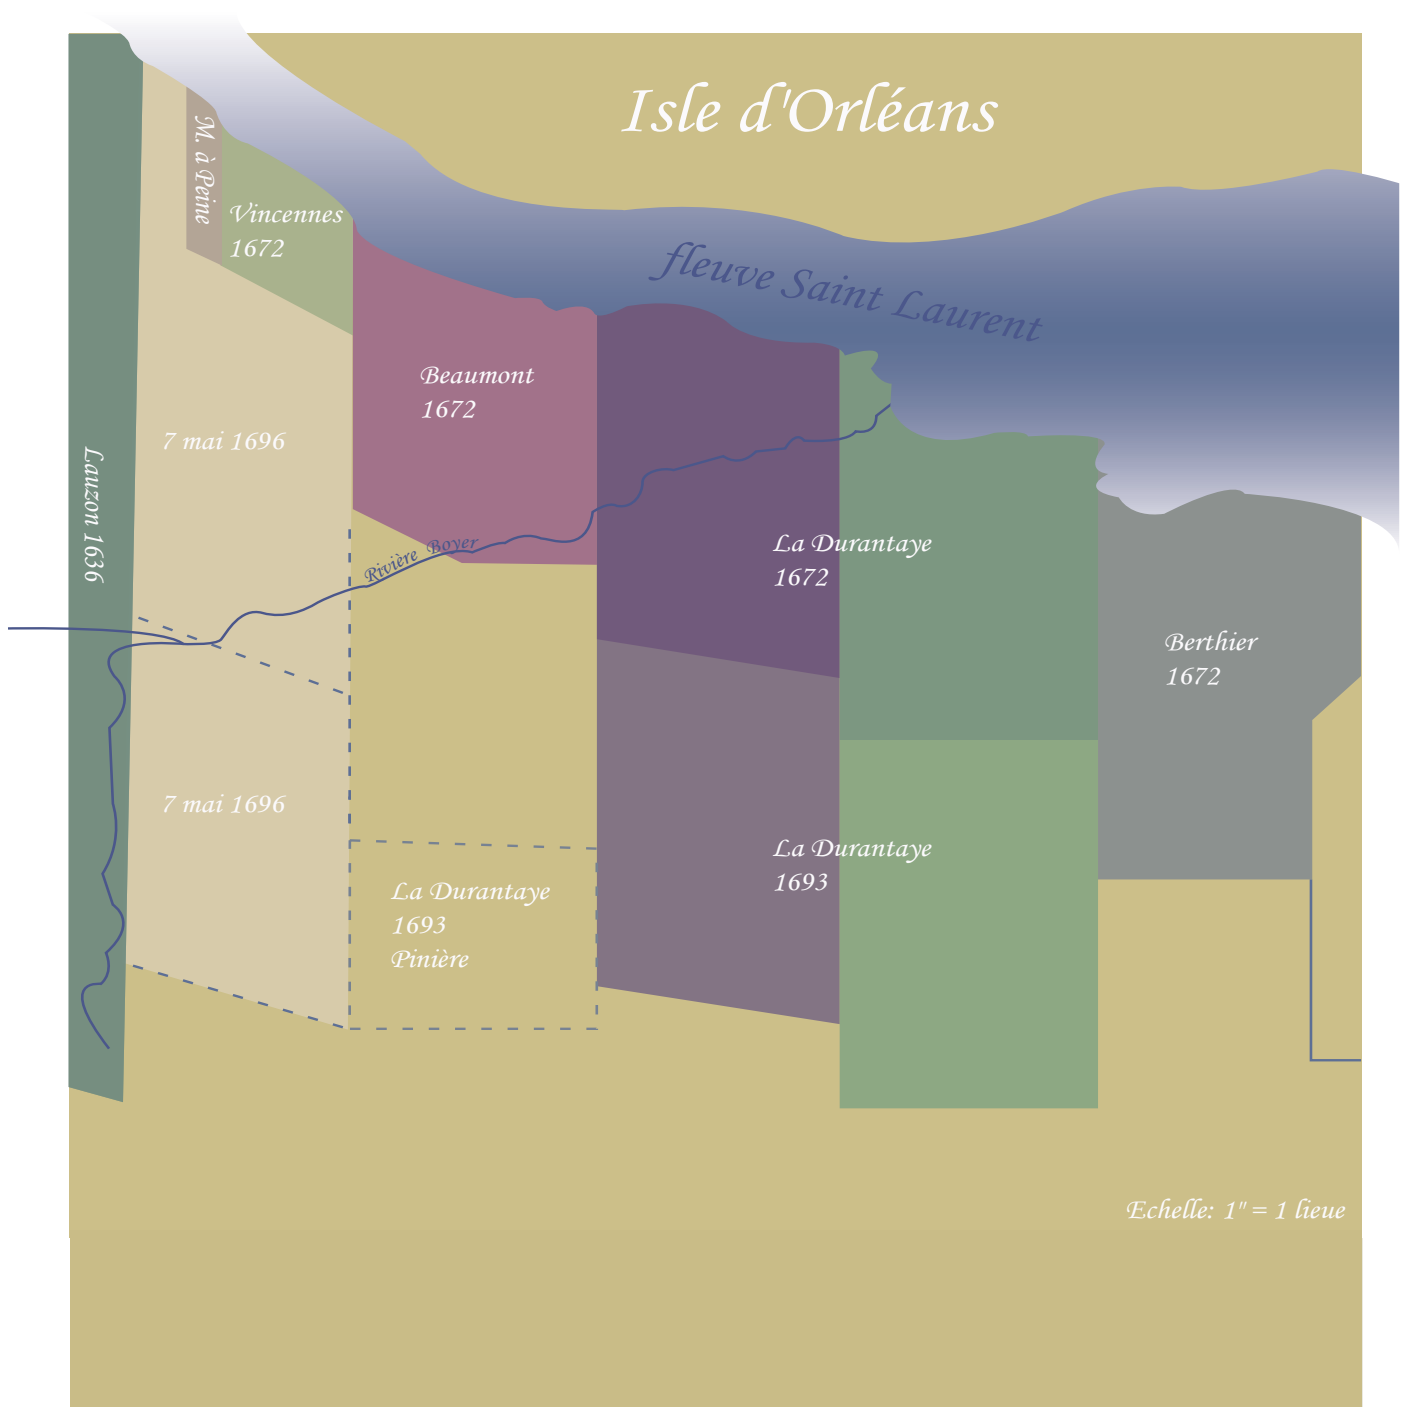 Isle d'Orléans
M. à Peine
Vincennes
1672
fleuve Saint Laurent
Beaumont
1672
7 mai 1696
Lauzon 1636
Rivière Boyer
La Durantaye
1672
Berthier
1672
7 mai 1696
La Durantaye
1693
La Durantaye
1693
Pinière
Echelle: 1" = 1 lieue